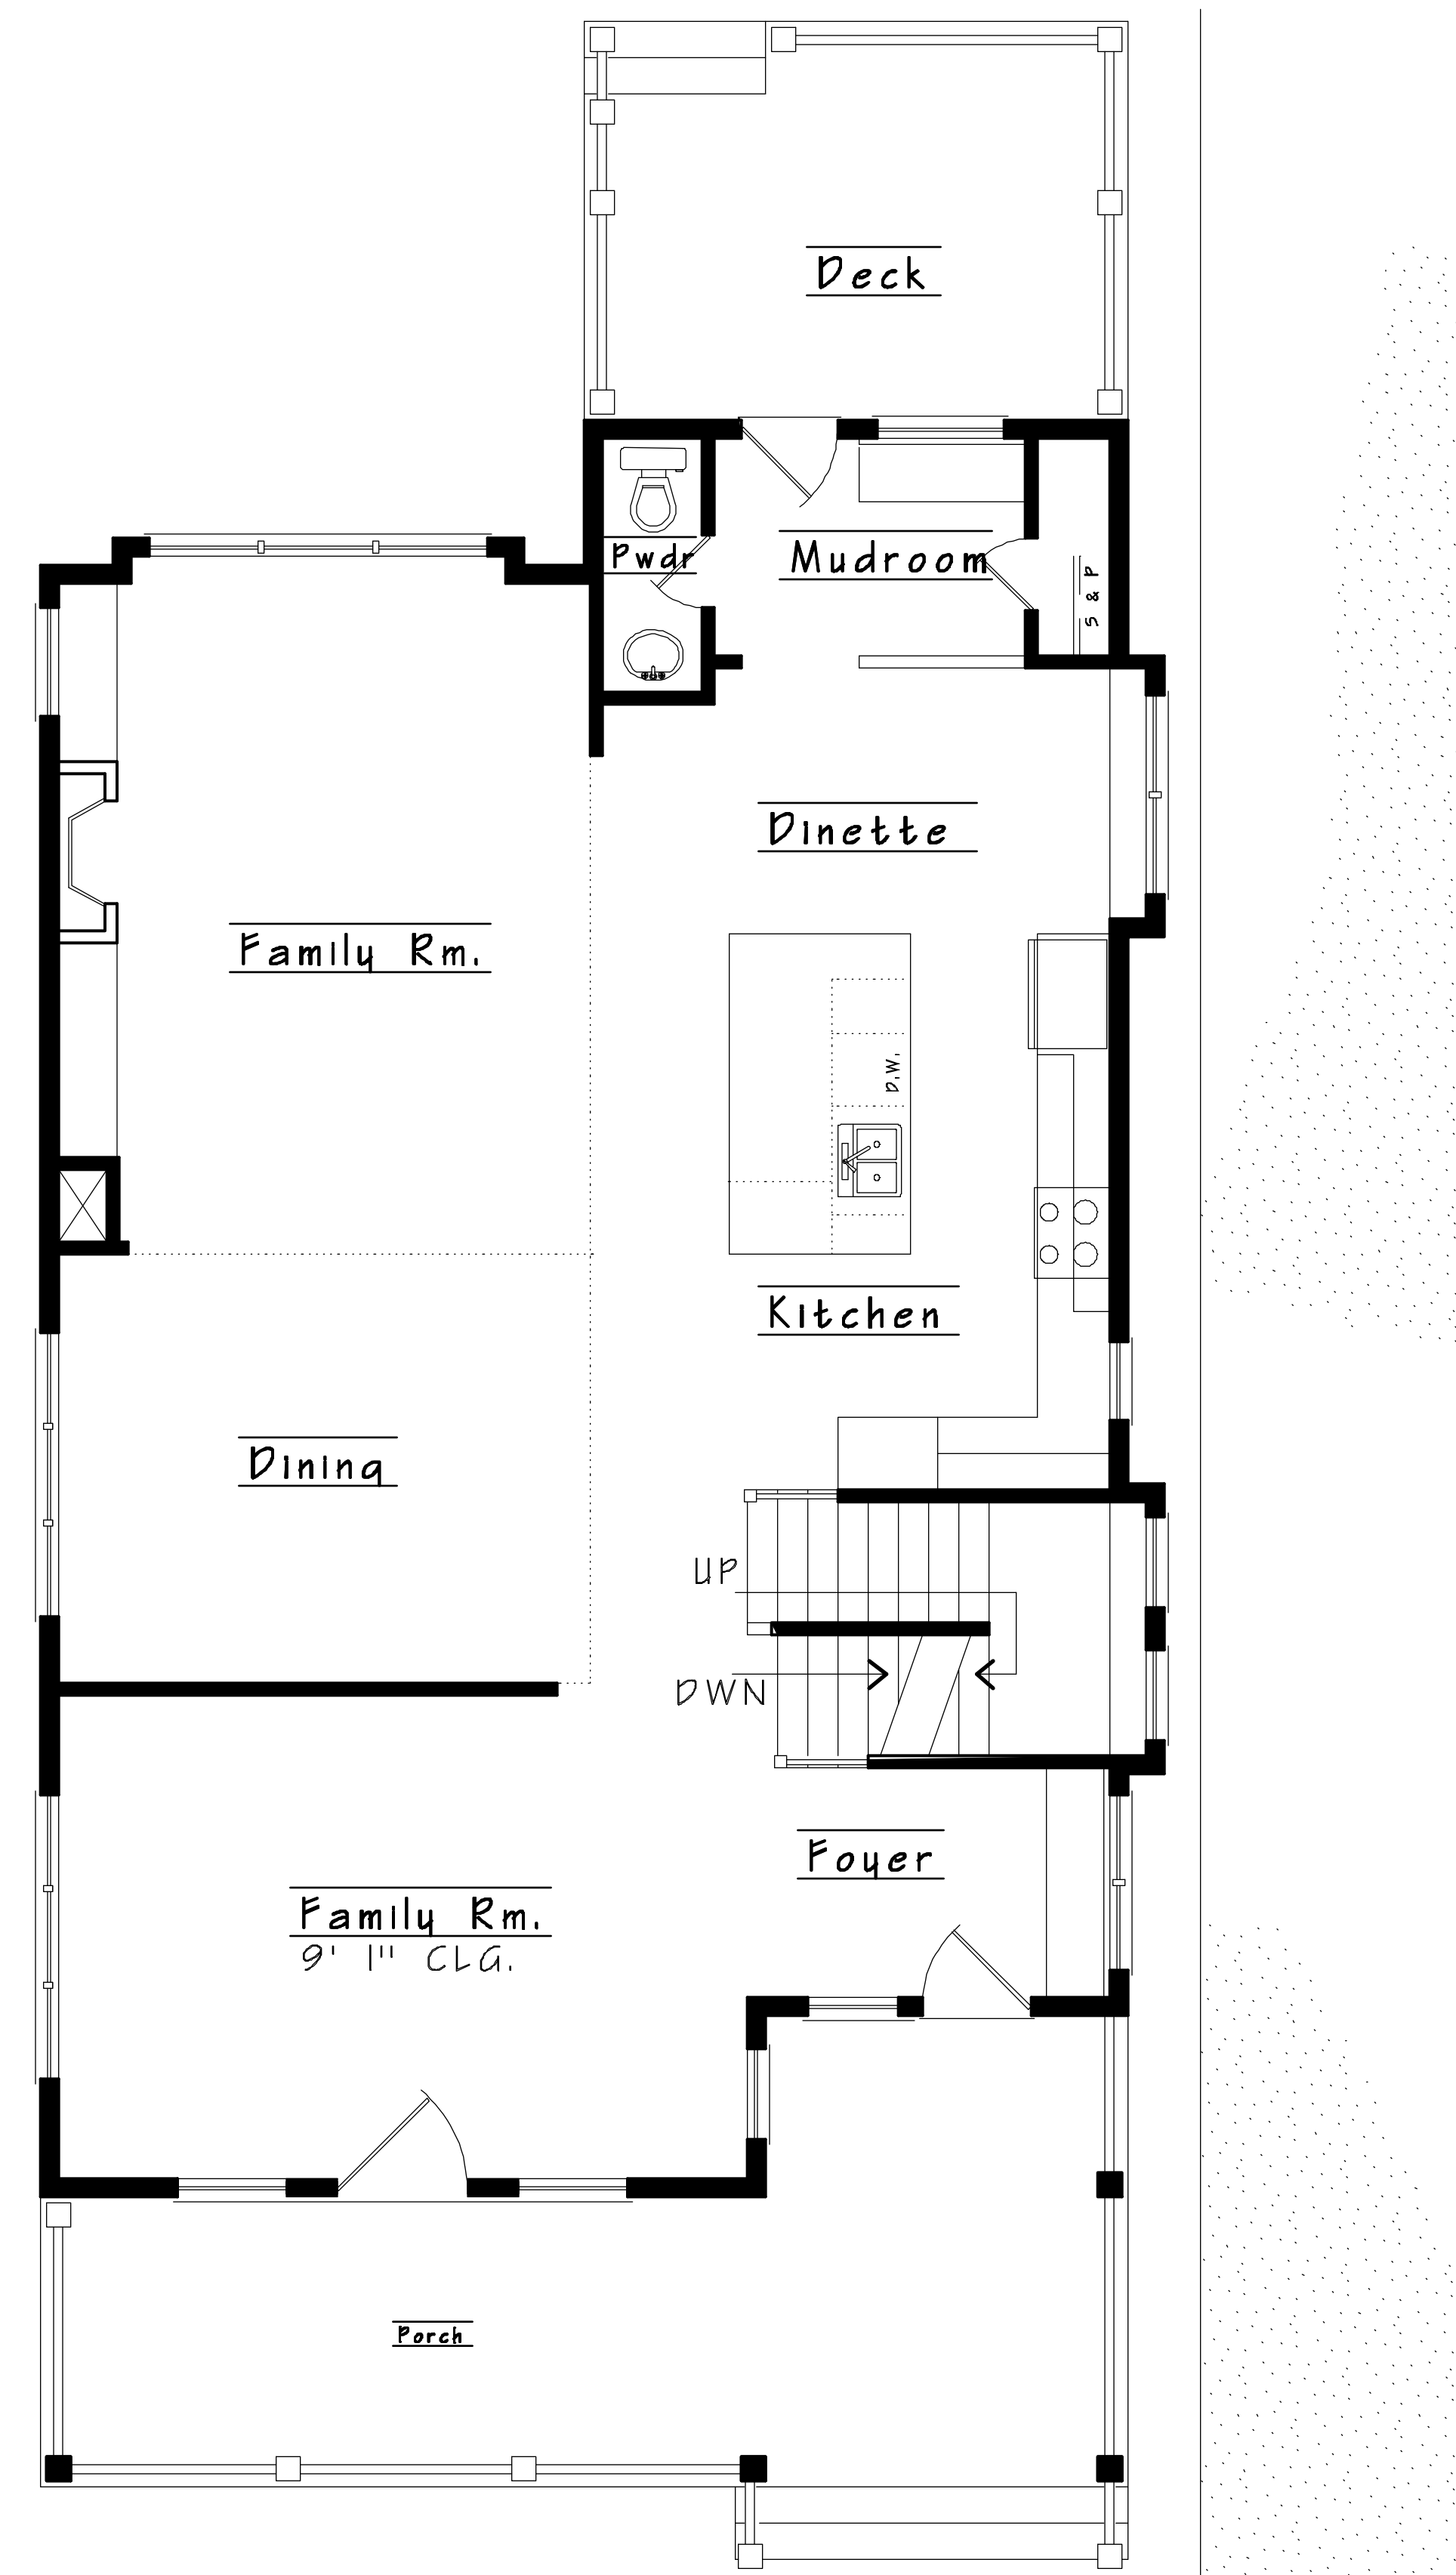 Deck
Pwdr
Mudroom
S & P
Dinette
Family Rm.
D.W.
Kitchen
Dining
UP
DWN
Foyer
Family Rm.
9' 1" CLG.
Porch